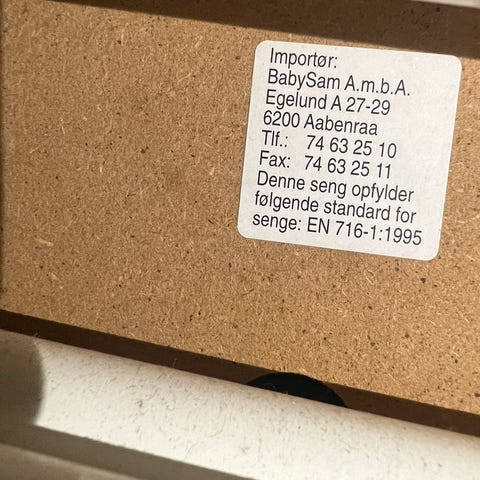 Importør:
BabySam A.m.b.A.
Egelund A 27-29
6200 Aabenraa
Tlf.: 74 63 25 10
Fax: 74 63 25 11
Denne seng opfylder
følgende standard for
senge: EN 716-1:1995